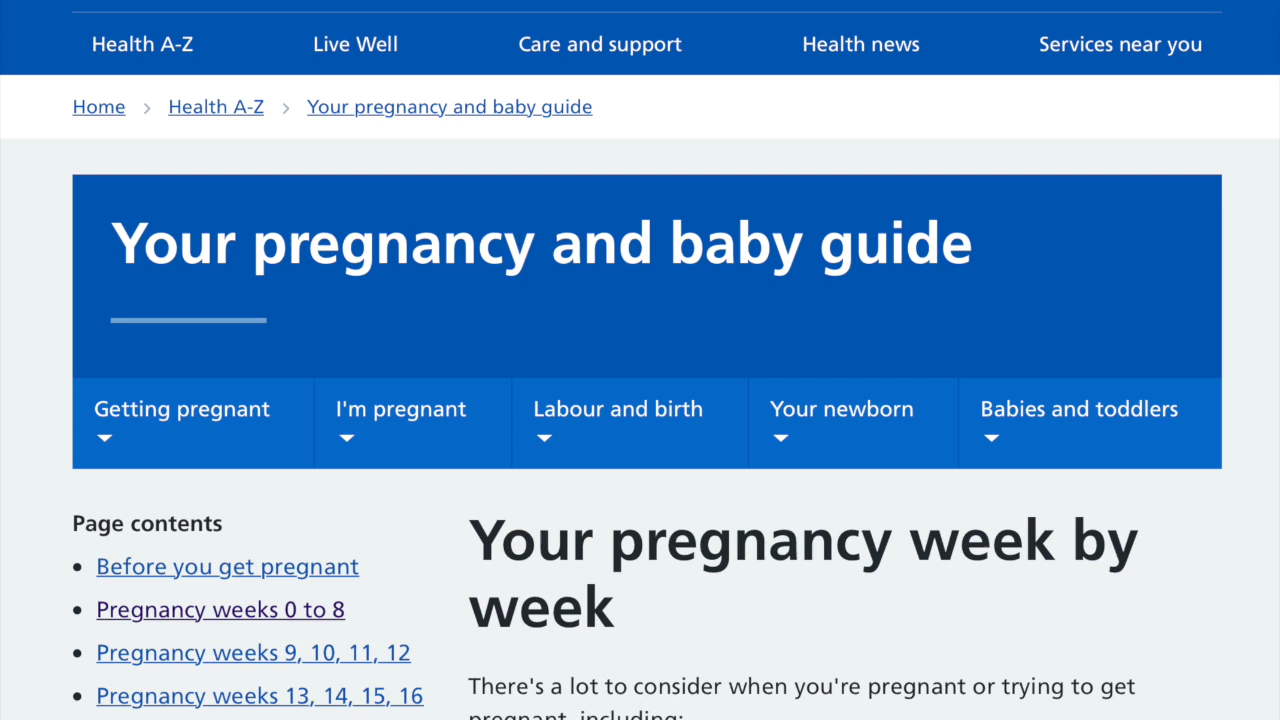 Health A-Z Live Well Care and support Health news Services near you
Home Health A-Z Your pregnancy and baby guide
Your pregnancy and baby guide
Getting pregnant I'm pregnant Labour and birth Your newborn Babies and toddlers
Page contents
Before you get pregnant
Pregnancy weeks 0 to 8
Pregnancy weeks 9, 10, 11, 12
Pregnancy weeks 13, 14, 15, 16
Your pregnancy week by
week
There's a lot to consider when you're pregnant or trying to get
pregnant, including: